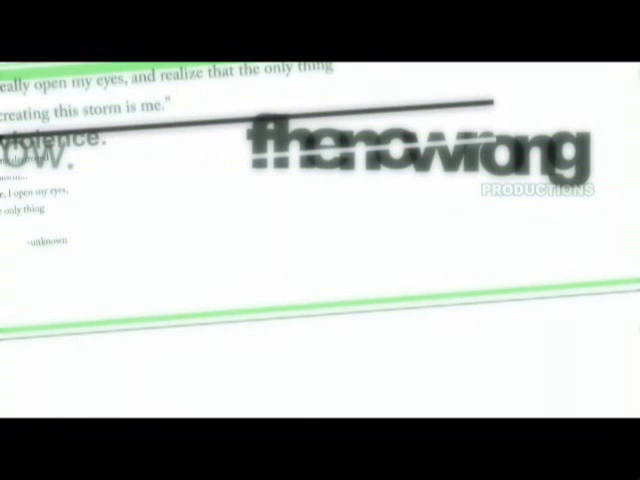 eally open my eyes, and realize that the only thing
creating this storm is me."
violence.
ow.
e, I open my eyes,
only thing
-unknown
PRODUCTIONS